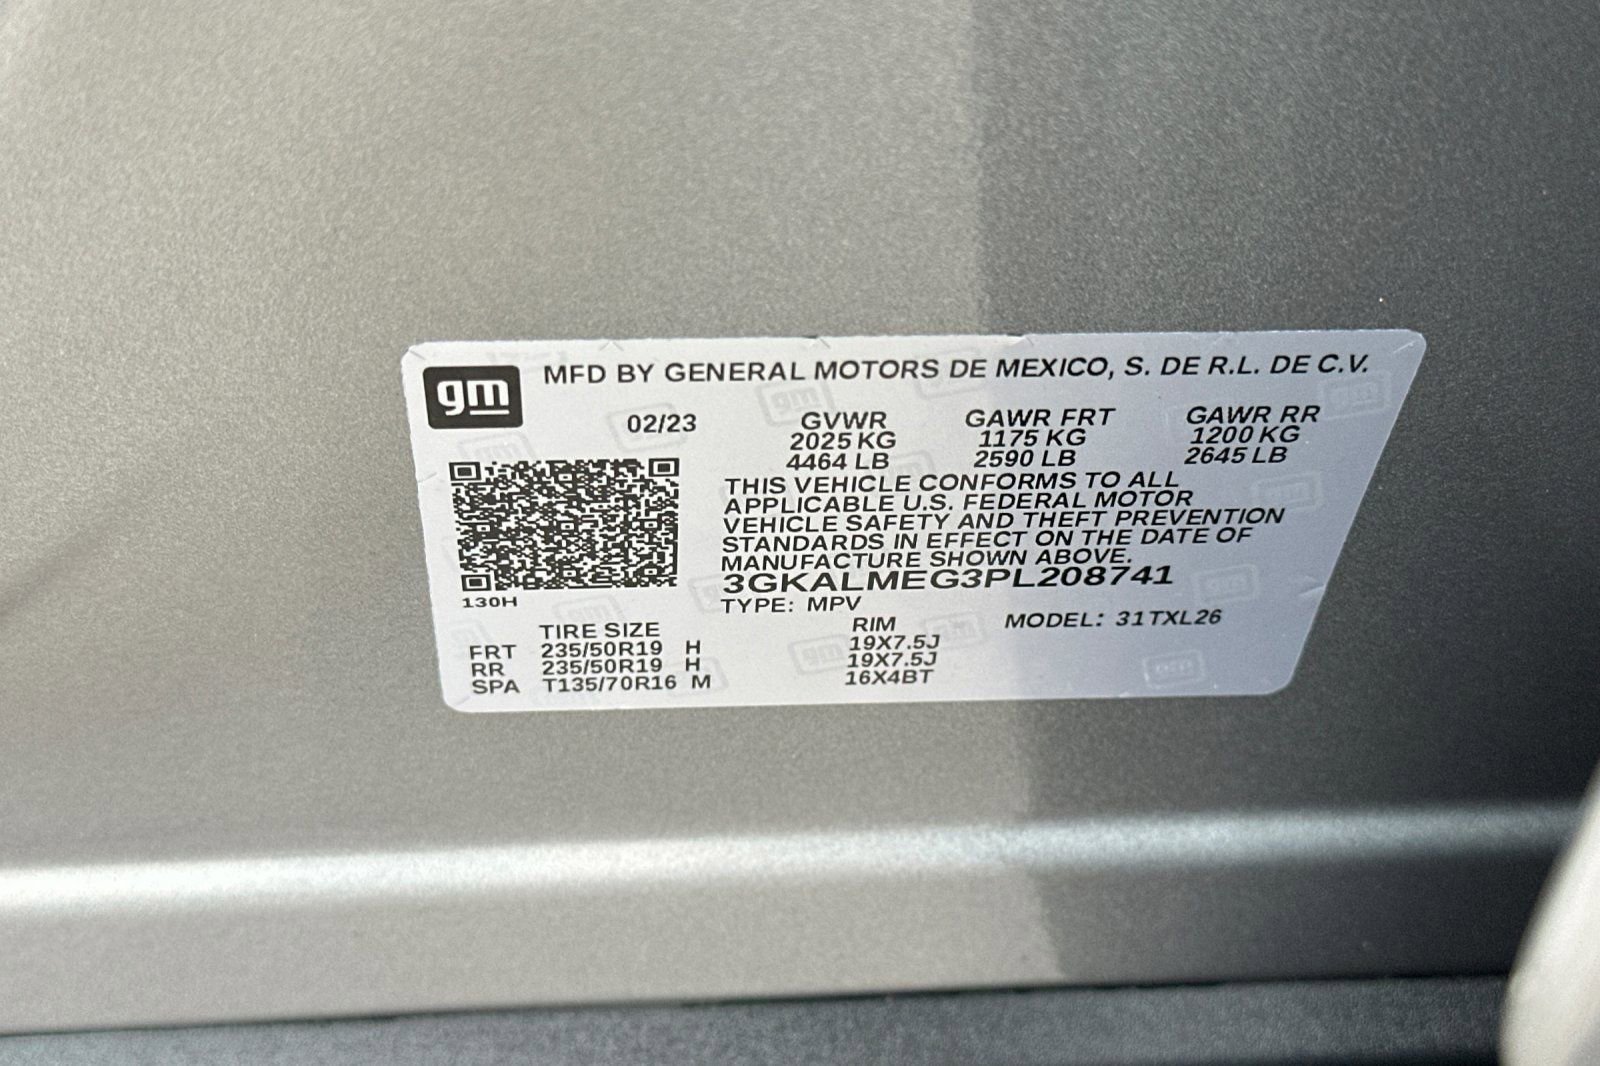 gm
MFD BY GENERAL MOTORS DE MEXICO, S. DE R.L. DE C.V.
02/23 GVWR GAWR FRT GAWR RR
2025 KG 1175 KG 1200 KG
4464 LB 2590 LB 2645 LB
THIS VEHICLE CONFORMS TO ALL
APPLICABLE U.S. FEDERAL MOTOR
VEHICLE SAFETY AND THEFT PREVENTION
STANDARDS IN EFFECT ON THE DATE OF
MANUFACTURE SHOWN ABOVE.
3GKALMEG3PL208741
130H
TYPE: MPV
MODEL: 31TXL26
TIRE SIZE RIM
FRT 235/50R19 H 19X7.5J
RR 235/50R19 H 19X7.5J
SPA T135/70R16 M 16X4BT